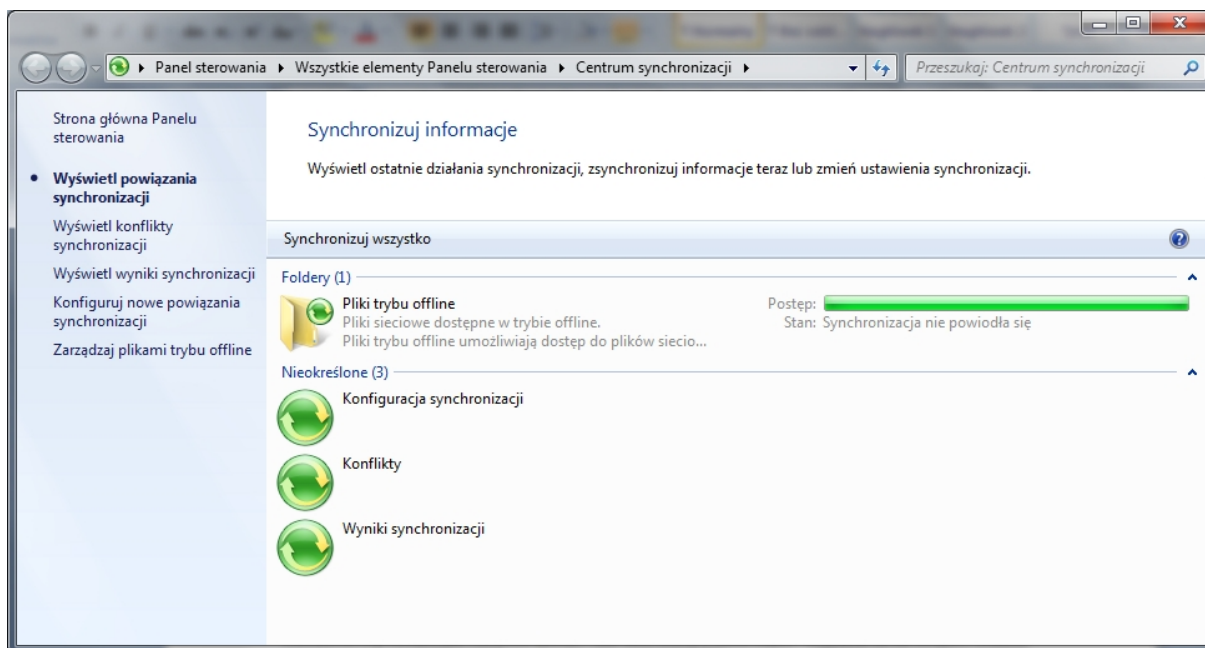 Panel sterowania ▸ Wszystkie elementy Panelu sterowania ▸ Centrum synchronizacji ▸
Przeszukaj: Centrum synchronizacji
Strona główna Panelu
sterowania
Wyświetl powiązania
synchronizacji
Wyświetl konflikty
synchronizacji
Wyświetl wyniki synchronizacji
Konfiguruj nowe powiązania
synchronizacji
Zarządzaj plikami trybu offline
Synchronizuj informacje
Wyświetl ostatnie działania synchronizacji, zsynchronizuj informacje teraz lub zmień ustawienia synchronizacji.
Synchronizuj wszystko
Foldery (1)
Pliki trybu offline
Pliki sieciowe dostępne w trybie offline.
Pliki trybu offline umożliwiają dostęp do plików siecio...
Postęp:
Stan: Synchronizacja nie powiodła się
Nieokreślone (3)
Konfiguracja synchronizacji
Konflikty
Wyniki synchronizacji